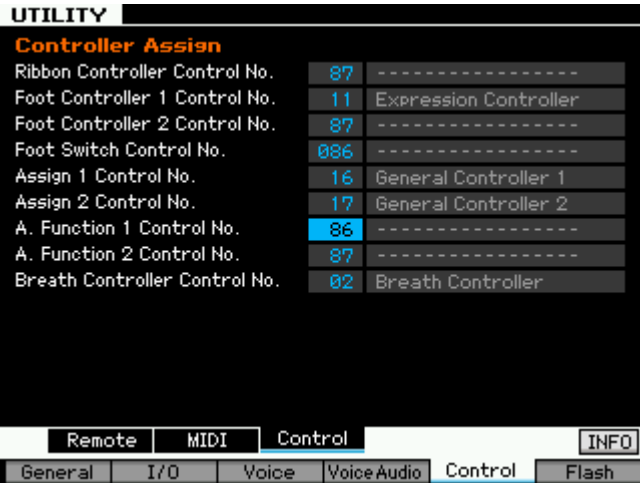 UTILITY
Controller Assign
Ribbon Controller Control No. 87 -----------------
Foot Controller 1 Control No. 11 Expression Controller
Foot Controller 2 Control No. 87 -----------------
Foot Switch Control No. 086 -----------------
Assign 1 Control No. 16 General Controller 1
Assign 2 Control No. 17 General Controller 2
A. Function 1 Control No. 86 -----------------
A. Function 2 Control No. 87 -----------------
Breath Controller Control No. 02 Breath Controller
Remote MIDI Control INFO
General I/O Voice Voice Audio Control Flash